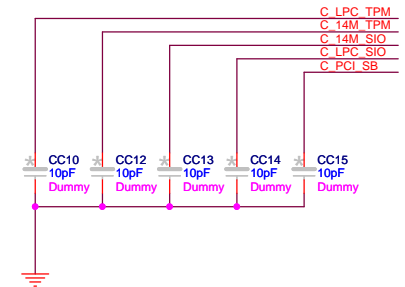 C_LPC_TPM
C_14M_TPM
C_14M_SIO
C_LPC_SIO
C_PCI_SB
* CC10 * CC12 * CC13 * CC14 * CC15
10pF 10pF 10pF 10pF 10pF
Dummy Dummy Dummy Dummy Dummy